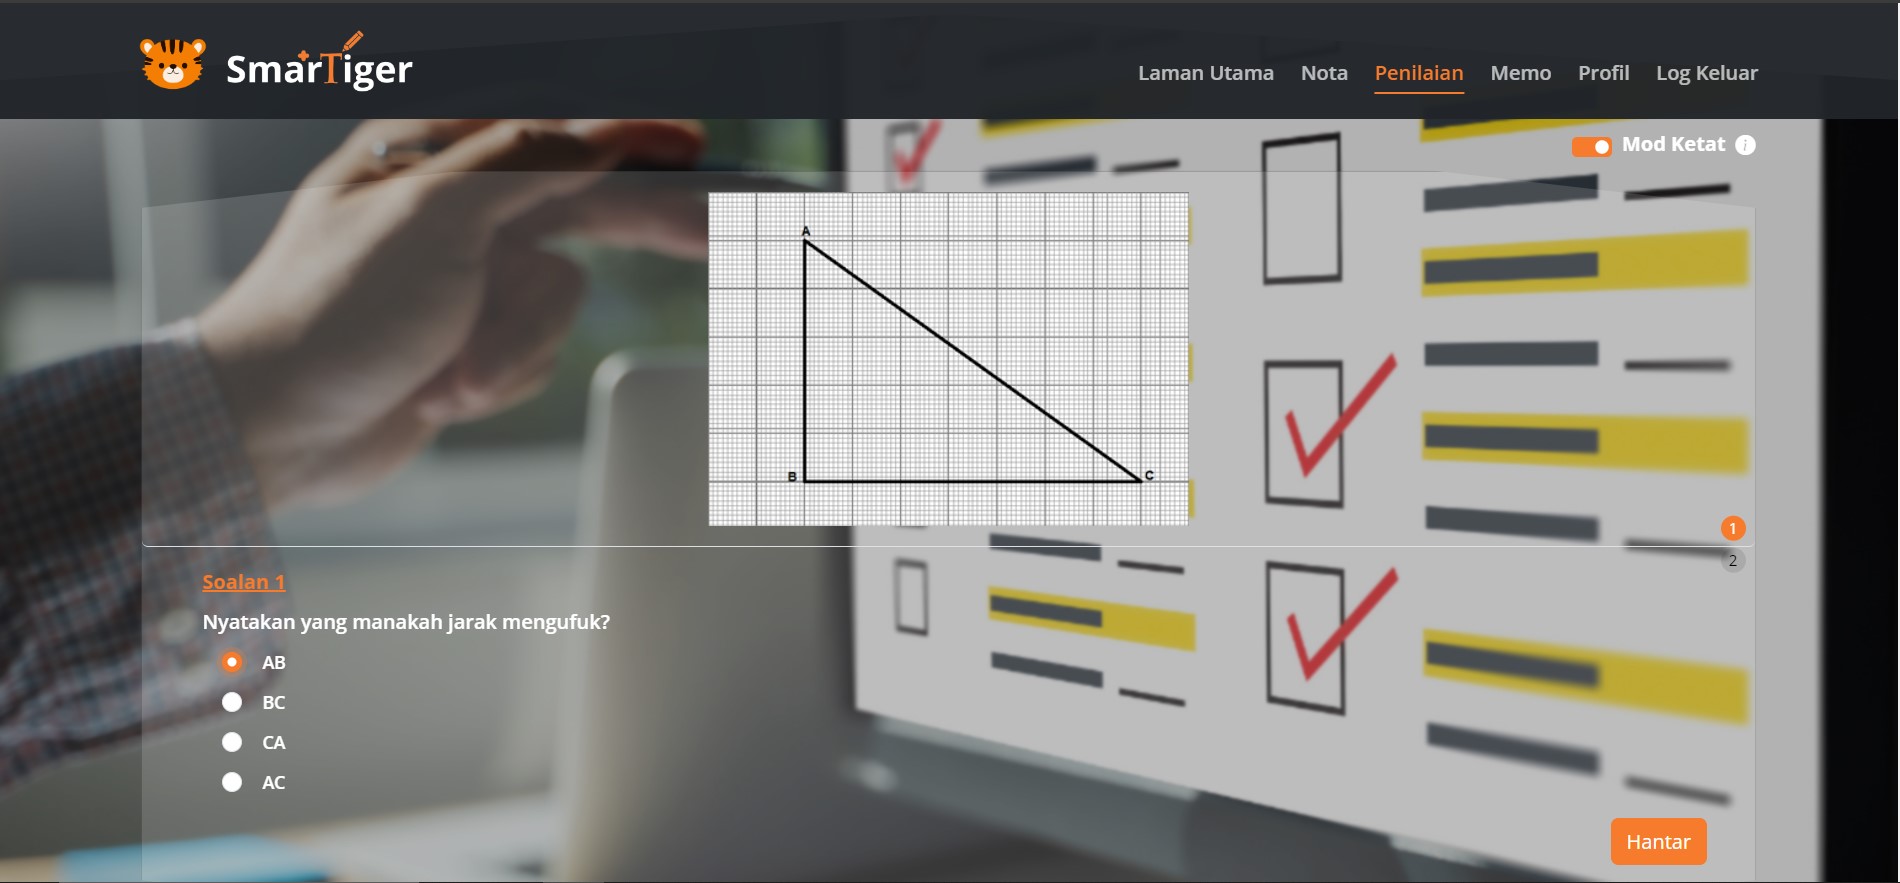 SmarTiger
Laman Utama Nota Penilaian Memo Profil Log Keluar
Mod Ketat i
A
B
C
1
2
Soalan 1
Nyatakan yang manakah jarak mengufuk?
AB
BC
CA
AC
Hantar